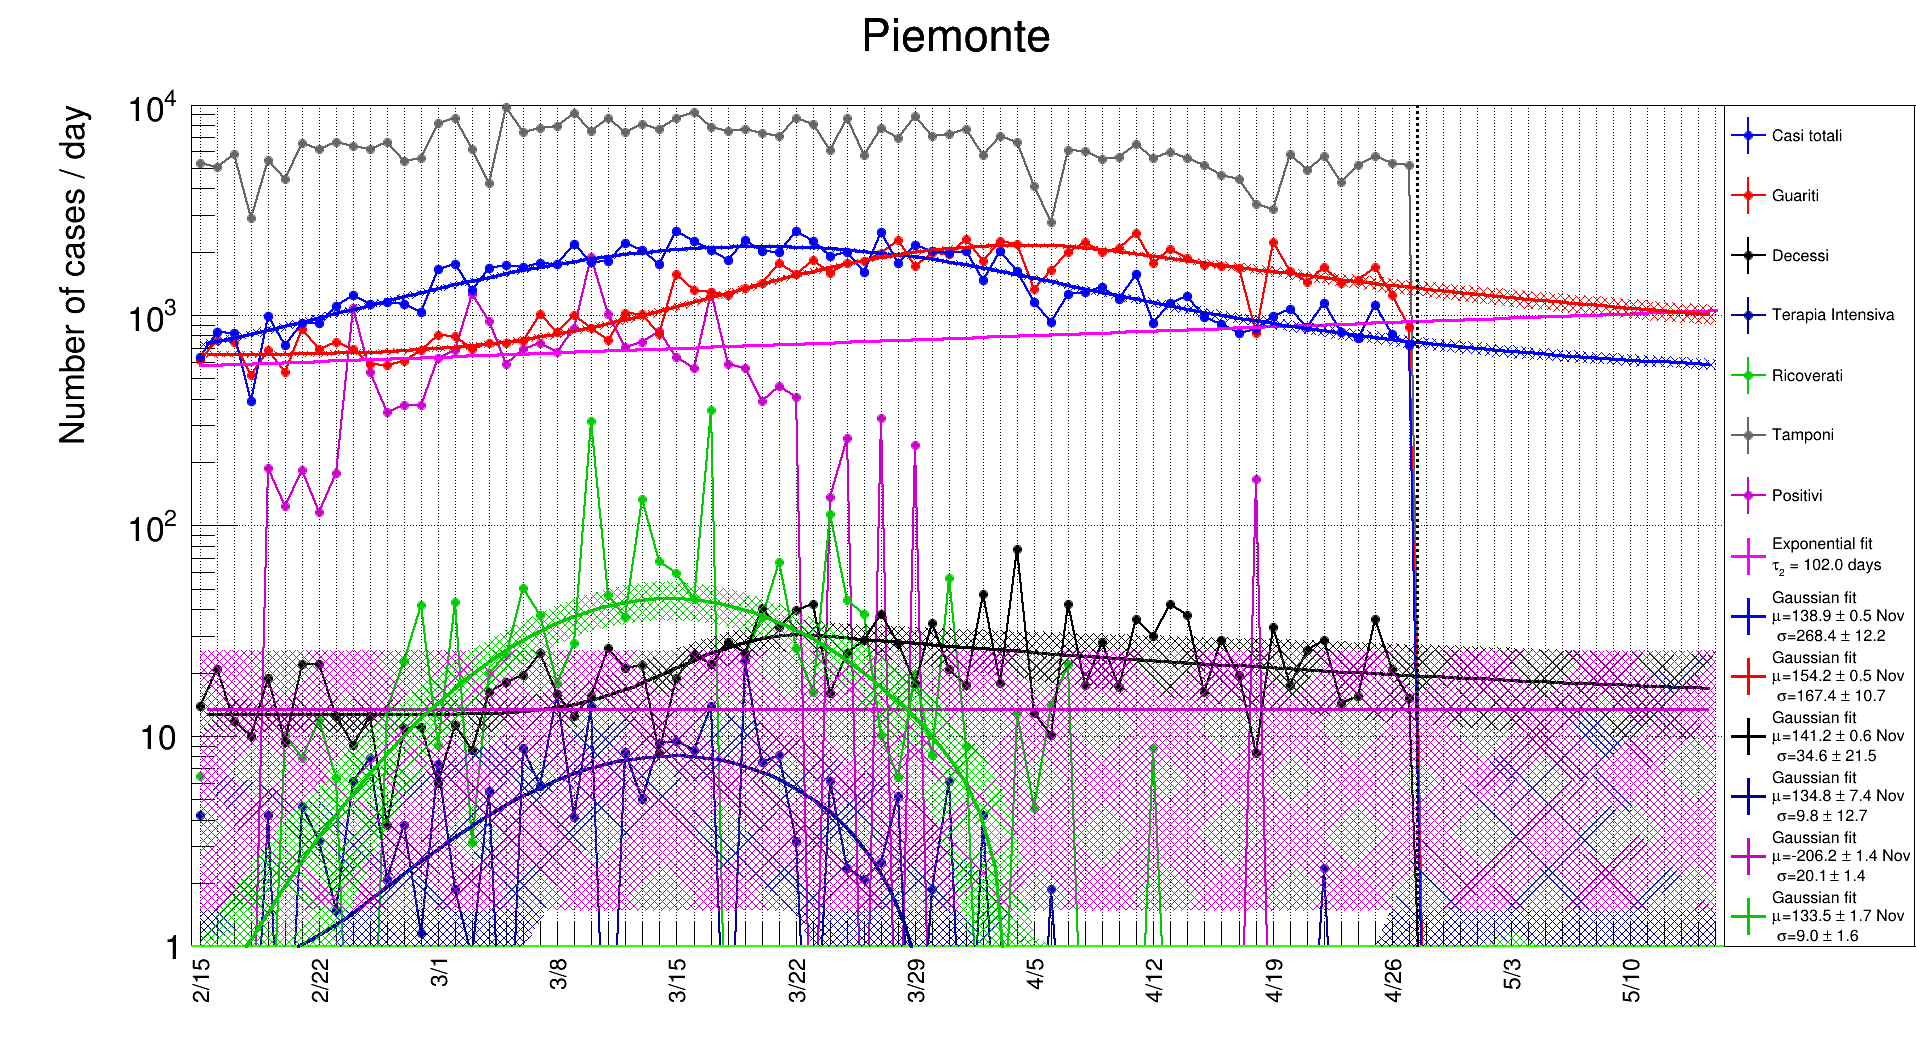 Piemonte
Number of cases / day
10^4
10^3
10^2
10
1
2/15
2/22
3/1
3/8
3/15
3/22
3/29
4/5
4/12
4/19
4/26
5/3
5/10
Casi totali
Guariti
Decessi
Terapia Intensiva
Ricoverati
Tamponi
Positivi
Exponential fit
τ₂ = 102.0 days
Gaussian fit
μ=138.9 ± 0.5 Nov
σ=268.4 ± 12.2
Gaussian fit
μ=154.2 ± 0.5 Nov
σ=167.4 ± 10.7
Gaussian fit
μ=141.2 ± 0.6 Nov
σ=34.6 ± 21.5
Gaussian fit
μ=134.8 ± 7.4 Nov
σ=9.8 ± 12.7
Gaussian fit
μ=-206.2 ± 1.4 Nov
σ=20.1 ± 1.4
Gaussian fit
μ=133.5 ± 1.7 Nov
σ=9.0 ± 1.6